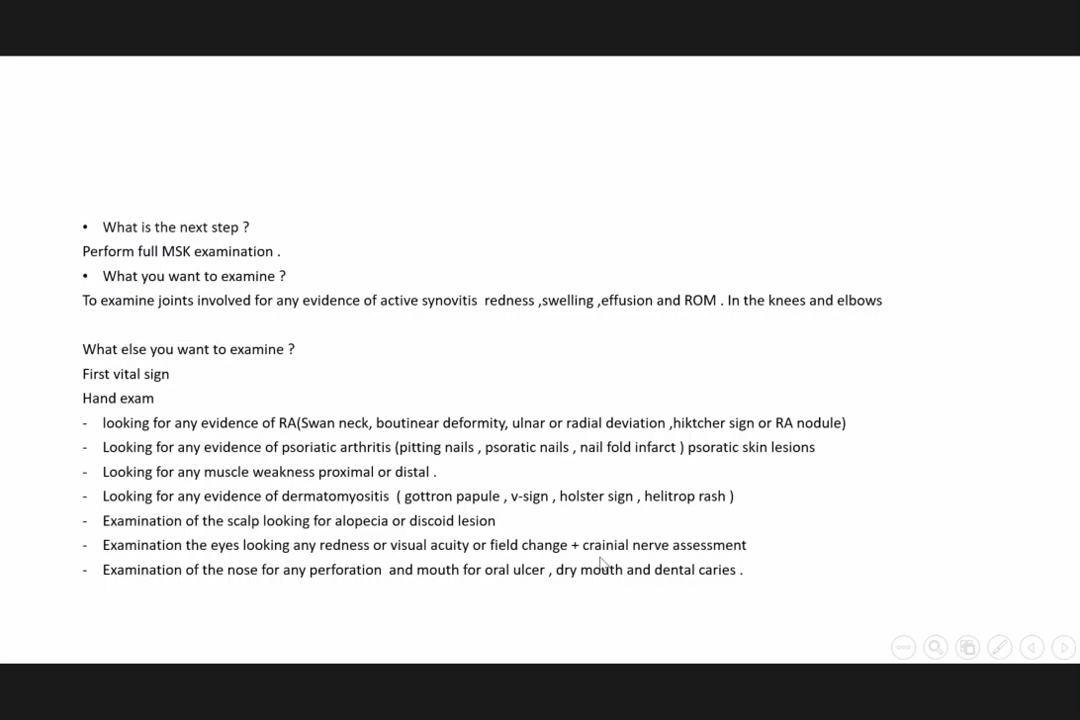 • What is the next step ?
Perform full MSK examination .
• What you want to examine ?
To examine joints involved for any evidence of active synovitis  redness ,swelling ,effusion and ROM . In the knees and elbows
What else you want to examine ?
First vital sign
Hand exam
- looking for any evidence of RA(Swan neck, boutinear deformity, ulnar or radial deviation ,hiktcher sign or RA nodule)
- Looking for any evidence of psoriatic arthritis (pitting nails , psoratic nails , nail fold infarct ) psoratic skin lesions
- Looking for any muscle weakness proximal or distal .
- Looking for any evidence of dermatomyositis  ( gottron papule , v-sign , holster sign , helitrop rash )
- Examination of the scalp looking for alopecia or discoid lesion
- Examination the eyes looking any redness or visual acuity or field change + crainial nerve assessment
- Examination of the nose for any perforation  and mouth for oral ulcer , dry mouth and dental caries .